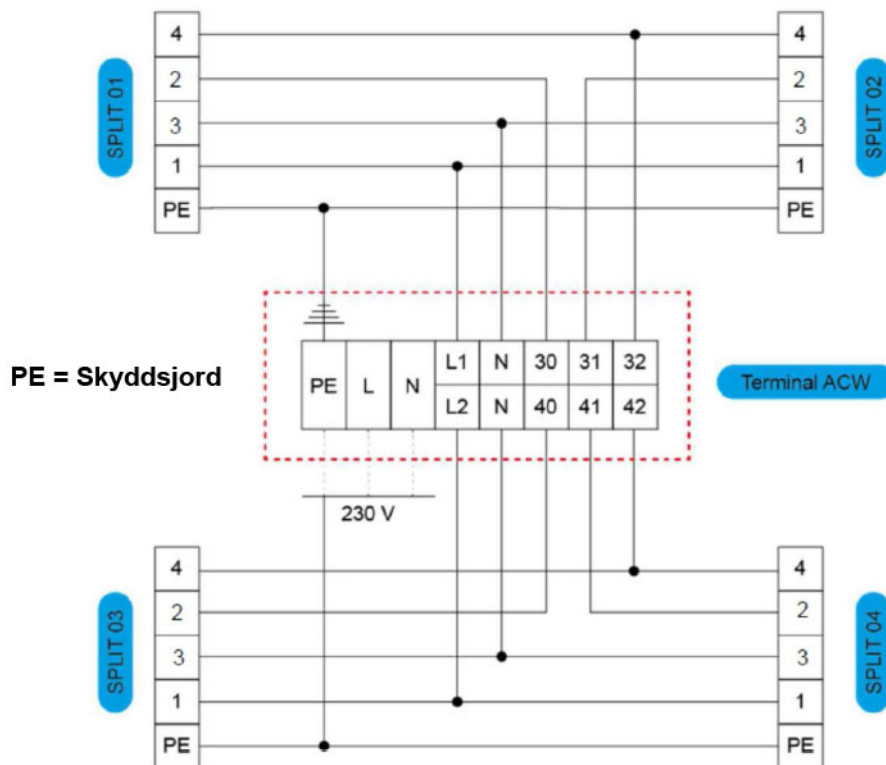 4 4
SPLIT 01 2 2 SPLIT 02
3 3
1 1
PE PE
PE = Skyddsjord
PE L N L1 N 30 31 32
L2 N 40 41 42
Terminal ACW
230 V
4 4
SPLIT 03 2 2 SPLIT 04
3 3
1 1
PE PE